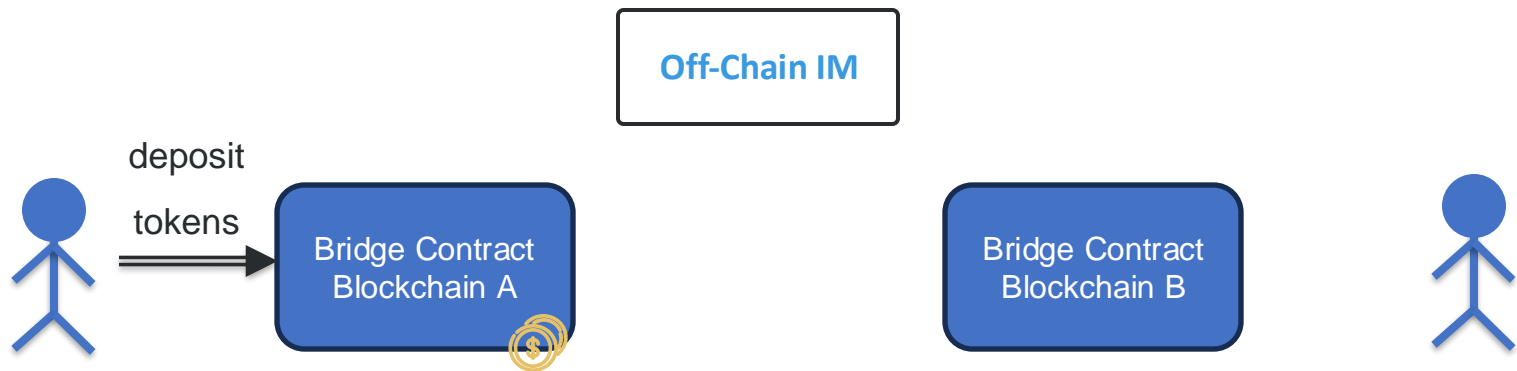 Off-Chain IM
deposit
tokens
Bridge Contract
Blockchain A
$
Bridge Contract
Blockchain B